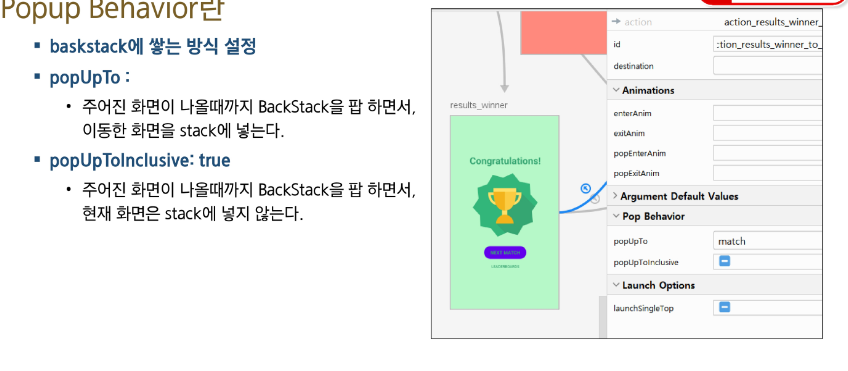 Popup Behavior란
▪ baskstack에 쌓는 방식 설정
▪ popUpTo :
• 주어진 화면이 나올때까지 BackStack을 팝 하면서,
이동한 화면을 stack에 넣는다.
▪ popUpToInclusive: true
• 주어진 화면이 나올때까지 BackStack을 팝 하면서,
현재 화면은 stack에 넣지 않는다.
results_winner
Congratulations!
NEXT MATCH
LEADERBOARD
→ action action_results_winner_
id :tion_results_winner_to_
destination
Animations
enterAnim
exitAnim
popEnterAnim
popExitAnim
Argument Default Values
Pop Behavior
popUpTo match
popUpToInclusive
Launch Options
launchSingleTop